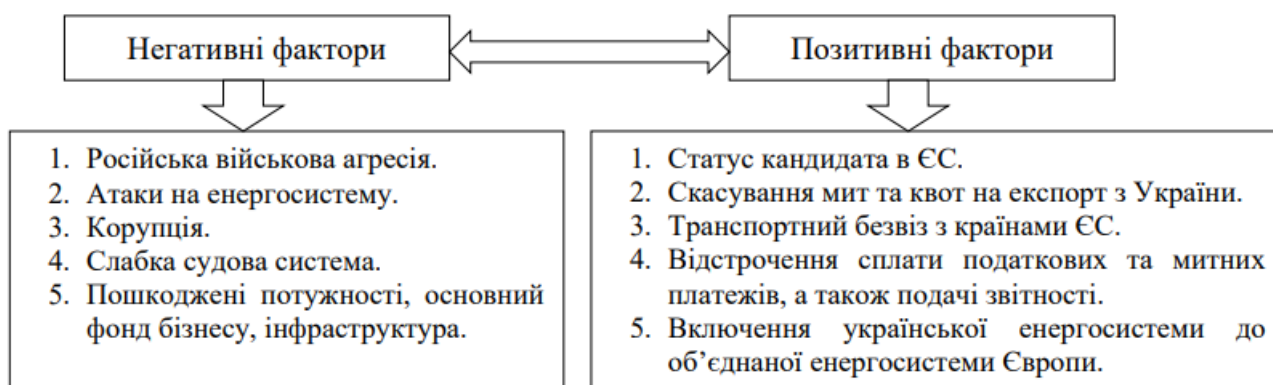 Негативні фактори
Позитивні фактори
1. Російська військова агресія.
2. Атаки на енергосистему.
3. Корупція.
4. Слабка судова система.
5. Пошкоджені потужності, основний
фонд бізнесу, інфраструктура.
1. Статус кандидата в ЄС.
2. Скасування мит та квот на експорт з України.
3. Транспортний безвіз з країнами ЄС.
4. Відстрочення сплати податкових та митних
платежів, а також подачі звітності.
5. Включення української енергосистеми до
об’єднаної енергосистеми Європи.